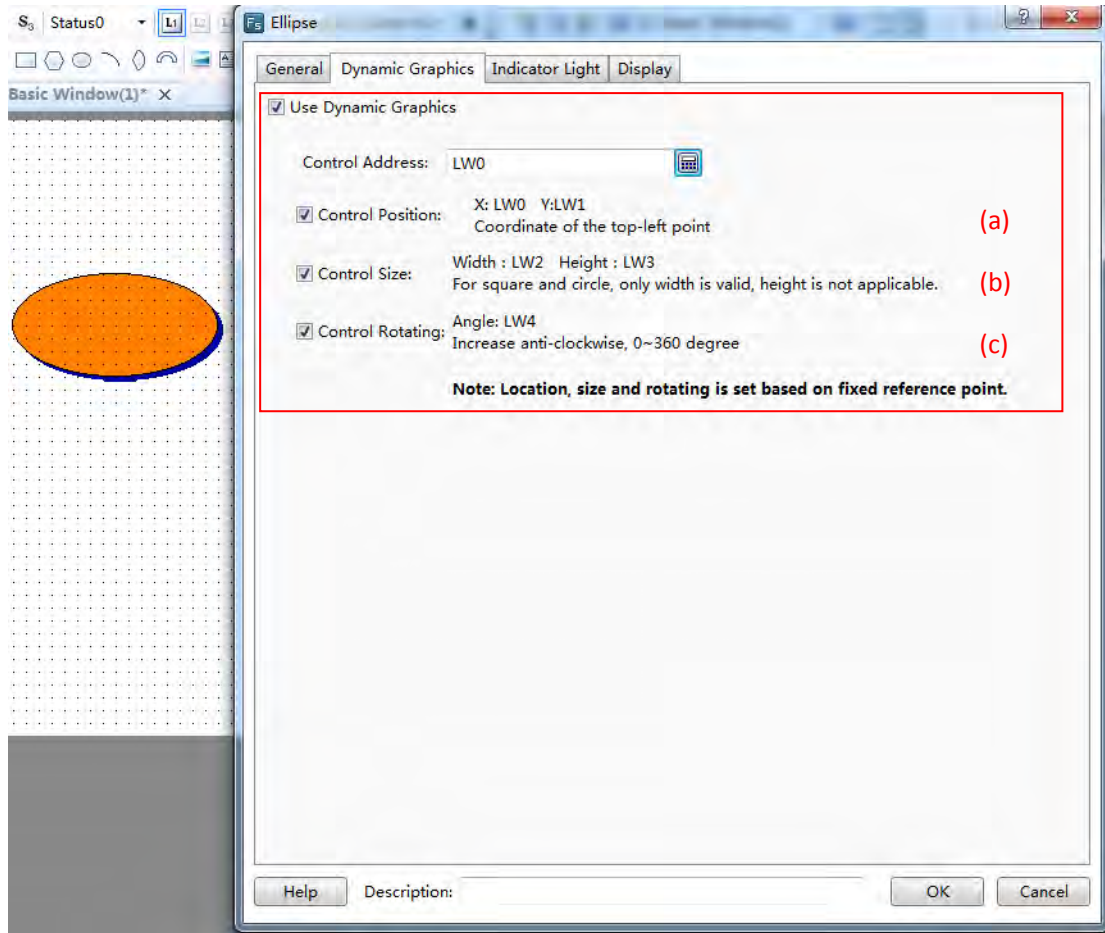 S₃ Status0 L1
Fs Ellipse
Basic Window(1)* X
General Dynamic Graphics Indicator Light Display
Use Dynamic Graphics
Control Address: LW0
Control Position: X: LW0 Y:LW1
Coordinate of the top-left point
(a)
Control Size: Width : LW2 Height : LW3
For square and circle, only width is valid, height is not applicable.
(b)
Control Rotating: Angle: LW4
Increase anti-clockwise, 0~360 degree
(c)
Note: Location, size and rotating is set based on fixed reference point.
Help Description: OK Cancel